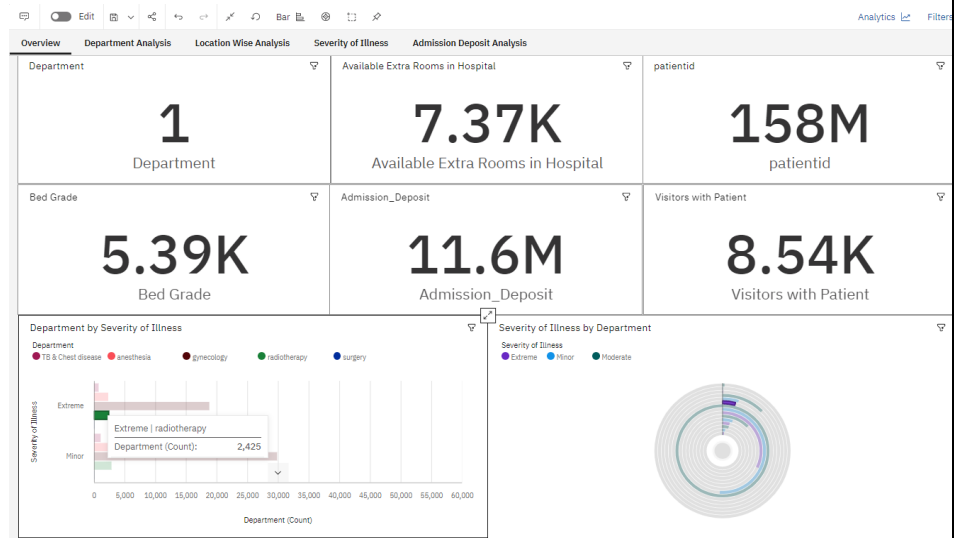 Edit Bar Analytics Filters
Overview Department Analysis Location Wise Analysis Severity of Illness Admission Deposit Analysis
Department
1
Department
Available Extra Rooms in Hospital
7.37K
Available Extra Rooms in Hospital
patientid
158M
patientid
Bed Grade
5.39K
Bed Grade
Admission_Deposit
11.6M
Admission_Deposit
Visitors with Patient
8.54K
Visitors with Patient
Department by Severity of Illness
Department
TB & Chest disease anesthesia gynecology radiotherapy surgery
Severity of Illness
Extreme
Minor
Extreme | radiotherapy
Department (Count): 2,425
0 5,000 10,000 15,000 20,000 25,000 30,000 35,000 40,000 45,000 50,000 55,000 60,000
Department (Count)
Severity of Illness by Department
Severity of Illness
Extreme Minor Moderate